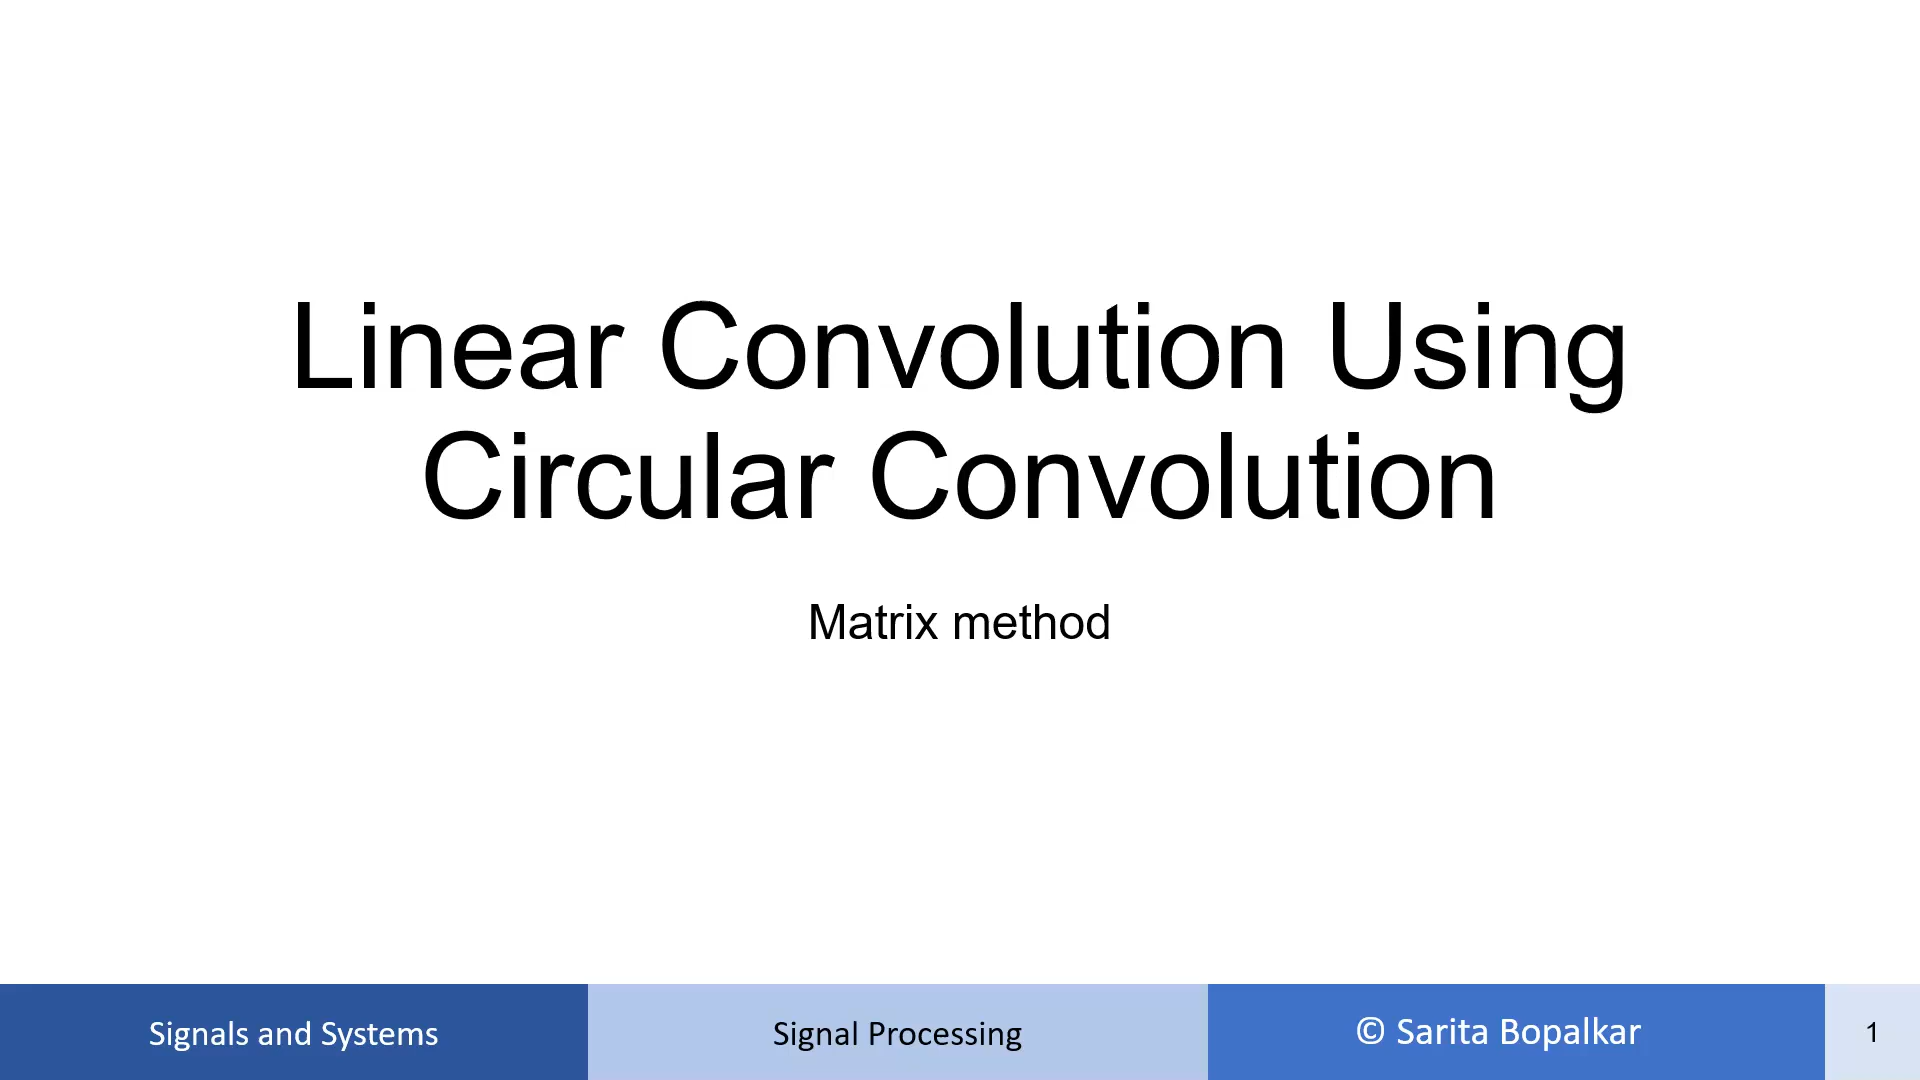 Linear Convolution Using
Circular Convolution
Matrix method
Signals and Systems
Signal Processing
© Sarita Bopalkar
1